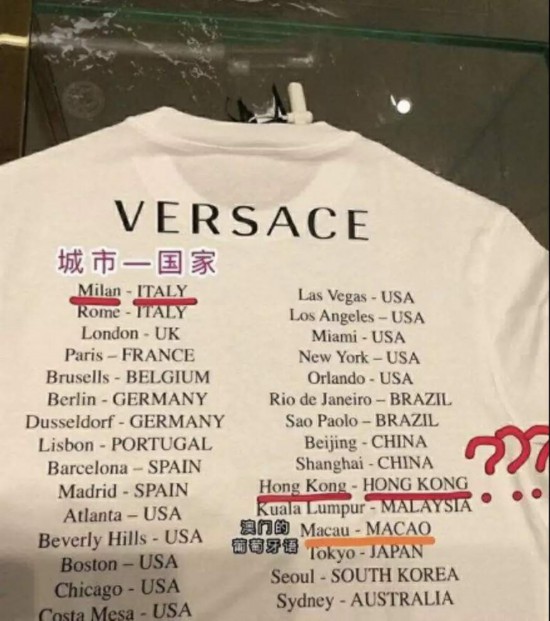 VERSACE
城市—国家
Milan - ITALY
Rome - ITALY
London - UK
Paris – FRANCE
Brusells - BELGIUM
Berlin - GERMANY
Dusseldorf - GERMANY
Lisbon - PORTUGAL
Barcelona – SPAIN
Madrid - SPAIN
Atlanta – USA
Beverly Hills - USA
Boston – USA
Chicago - USA
Costa Mesa - USA
Las Vegas - USA
Los Angeles – USA
Miami - USA
New York – USA
Orlando - USA
Rio de Janeiro – BRAZIL
Sao Paolo – BRAZIL
Beijing - CHINA
Shanghai - CHINA
???
Hong Kong - HONG KONG
Kuala Lumpur - MALAYSIA
澳门的
葡萄牙语
Macau - MACAO
Tokyo - JAPAN
Seoul - SOUTH KOREA
Sydney - AUSTRALIA